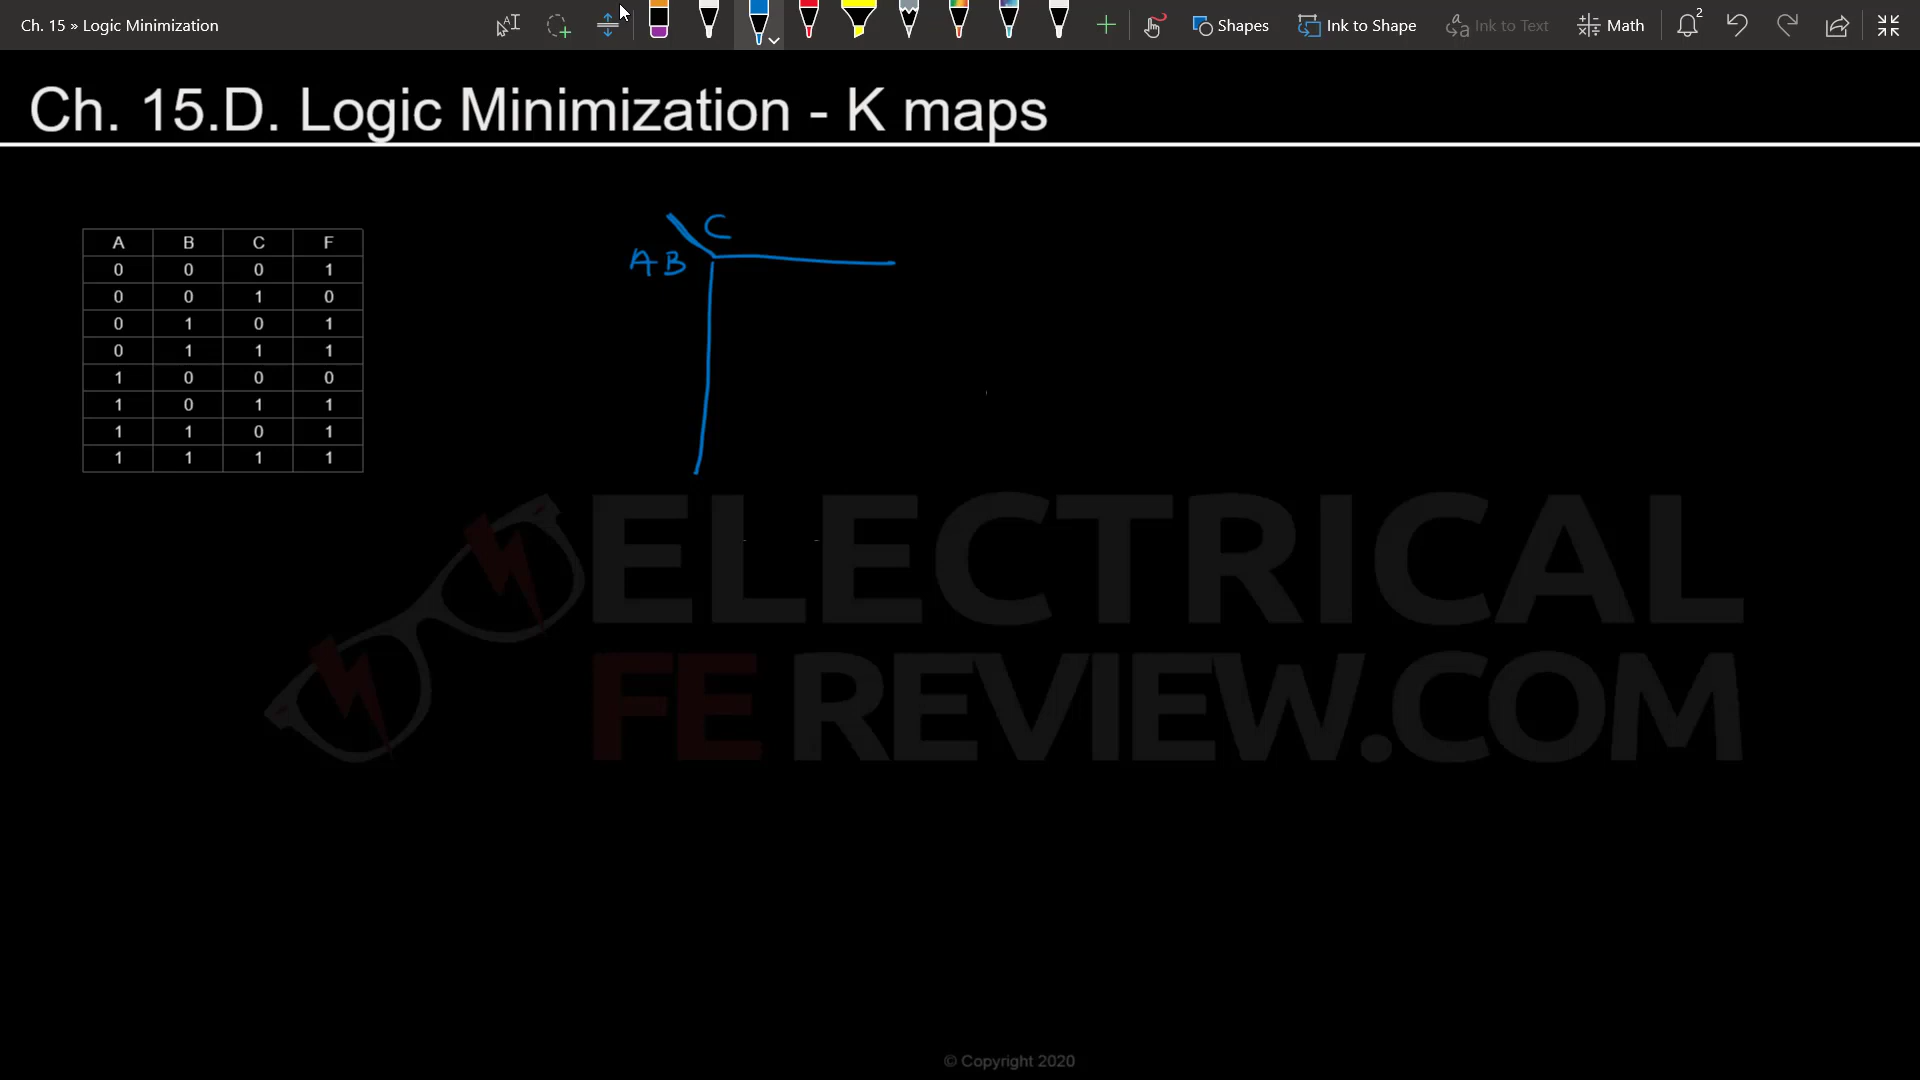 Ch. 15 » Logic Minimization
Shapes
Ink to Shape
Ink to Text
Math
2
Ch. 15.D. Logic Minimization - K maps
A B C F
0 0 0 1
0 0 1 0
0 1 0 1
0 1 1 1
1 0 0 0
1 0 1 1
1 1 0 1
1 1 1 1
C
AB
ELECTRICAL
FE REVIEW.COM
© Copyright 2020